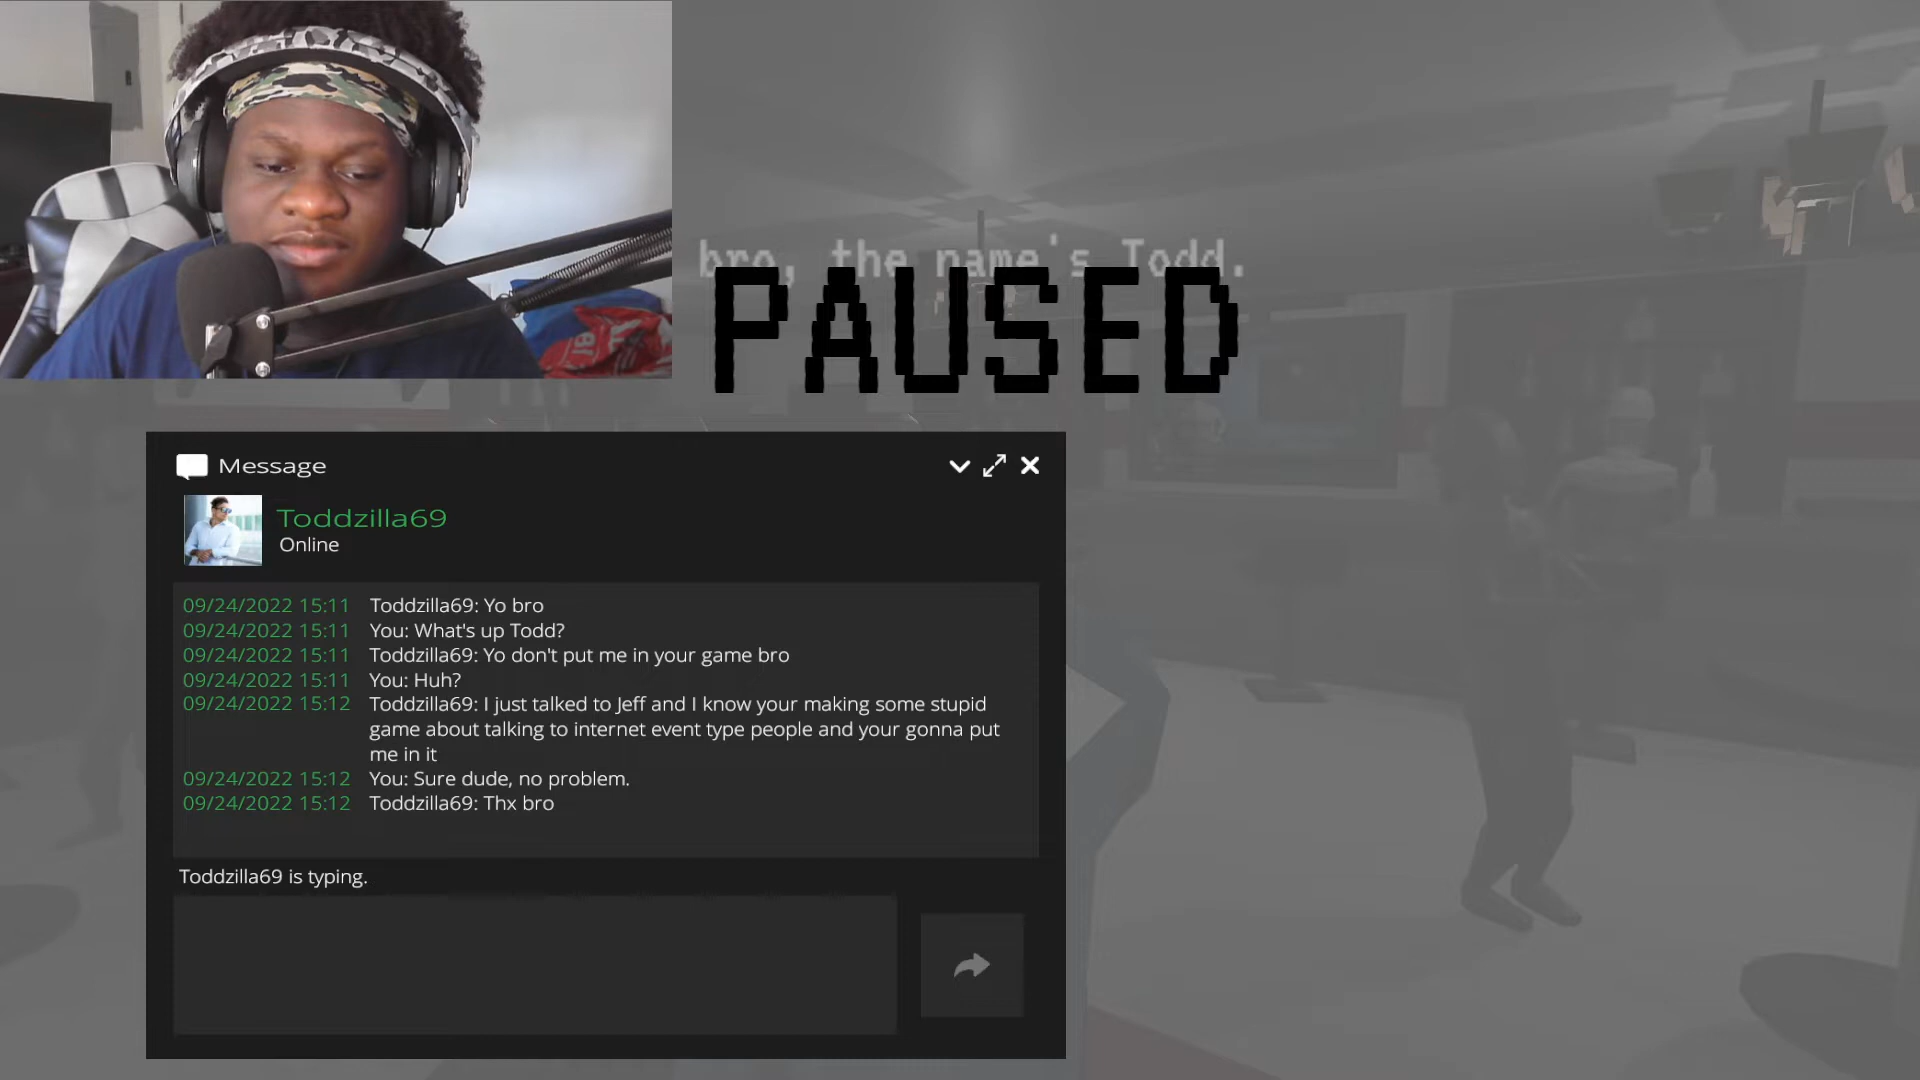 bro, the name's Todd.
PAUSED
Message
Toddzilla69
Online
09/24/2022 15:11 Toddzilla69: Yo bro
09/24/2022 15:11 You: What's up Todd?
09/24/2022 15:11 Toddzilla69: Yo don't put me in your game bro
09/24/2022 15:11 You: Huh?
09/24/2022 15:12 Toddzilla69: I just talked to Jeff and I know your making some stupid
game about talking to internet event type people and your gonna put
me in it
09/24/2022 15:12 You: Sure dude, no problem.
09/24/2022 15:12 Toddzilla69: Thx bro
Toddzilla69 is typing.